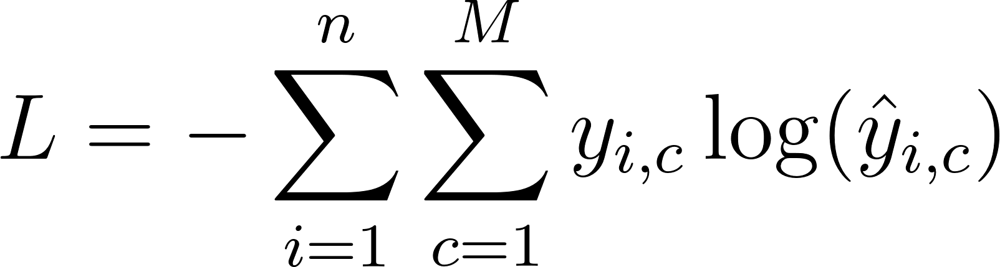 L = -\sum_{i=1}^{n} \sum_{c=1}^{M} y_{i,c} \log(\hat{y}_{i,c})